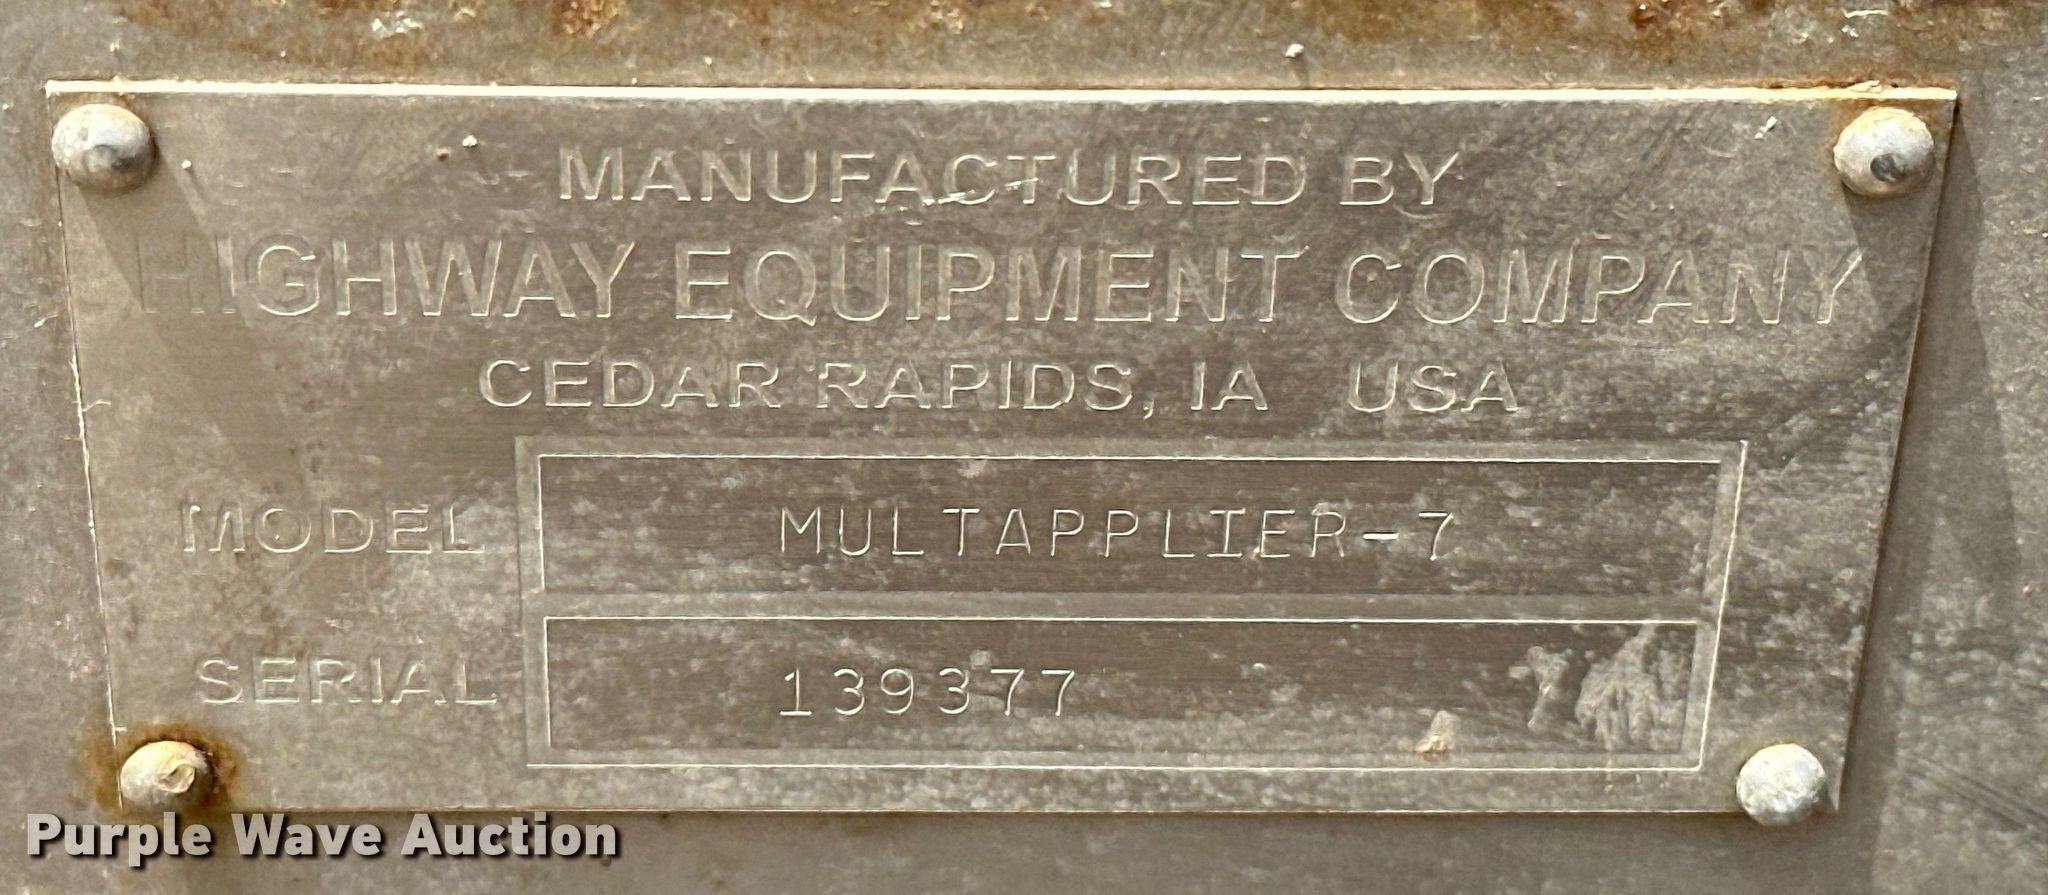 MANUFACTURED BY
HIGHWAY EQUIPMENT COMPANY
CEDAR RAPIDS, IA USA
MODEL MULTAPPLIER-7
SERIAL 139377
Purple Wave Auction